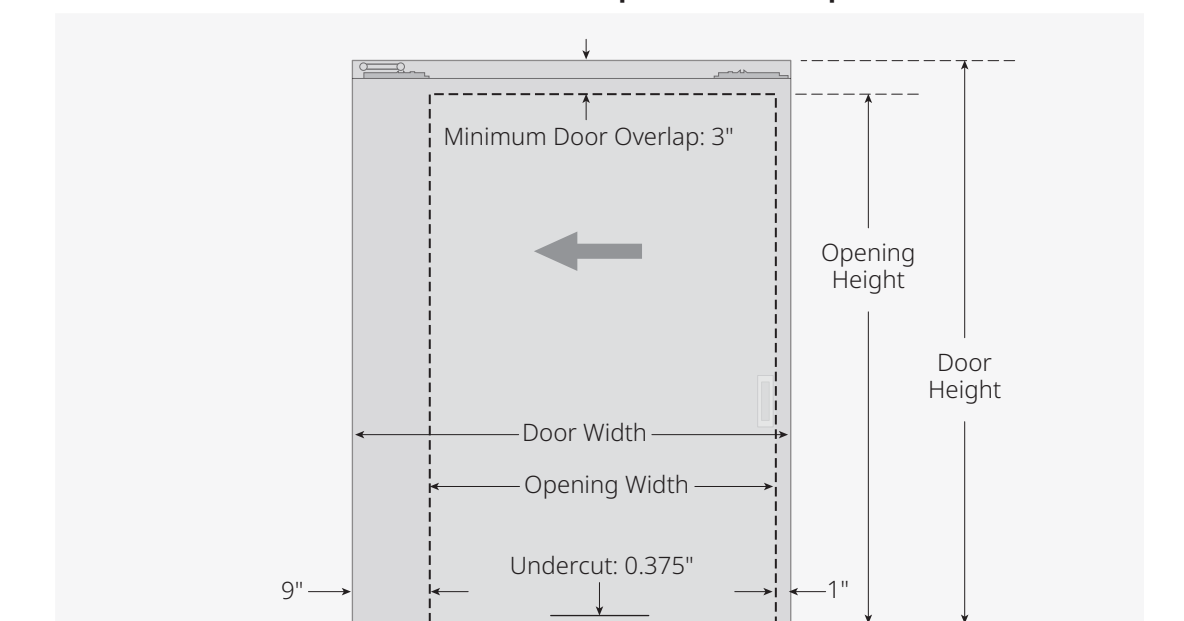 Minimum Door Overlap: 3"
Opening
Height
Door
Height
Door Width
Opening Width
Undercut: 0.375"
9"
1"